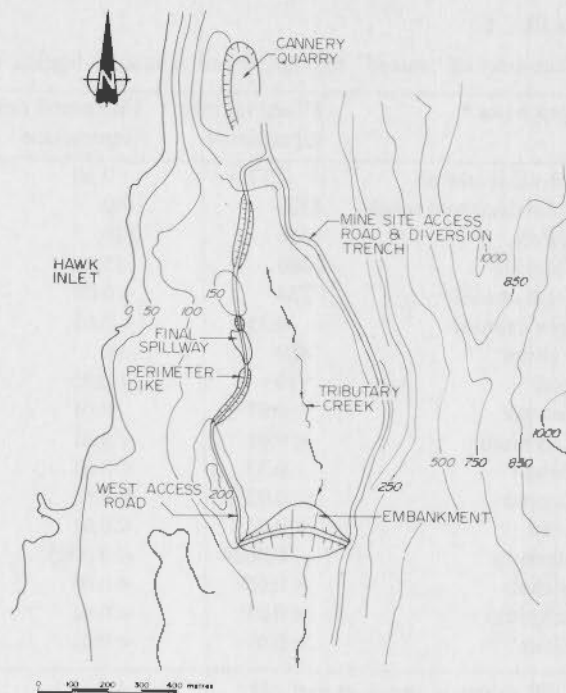 CANNERY
QUARRY
N
MINE SITE ACCESS
ROAD & DIVERSION
TRENCH
1000
850
HAWK
INLET
0 50 100 150
FINAL
SPILLWAY
PERIMETER
DIKE
TRIBUTARY
CREEK
1000
500 750 850
250
200
WEST ACCESS
ROAD
EMBANKMENT
0 100 200 300 400 metres